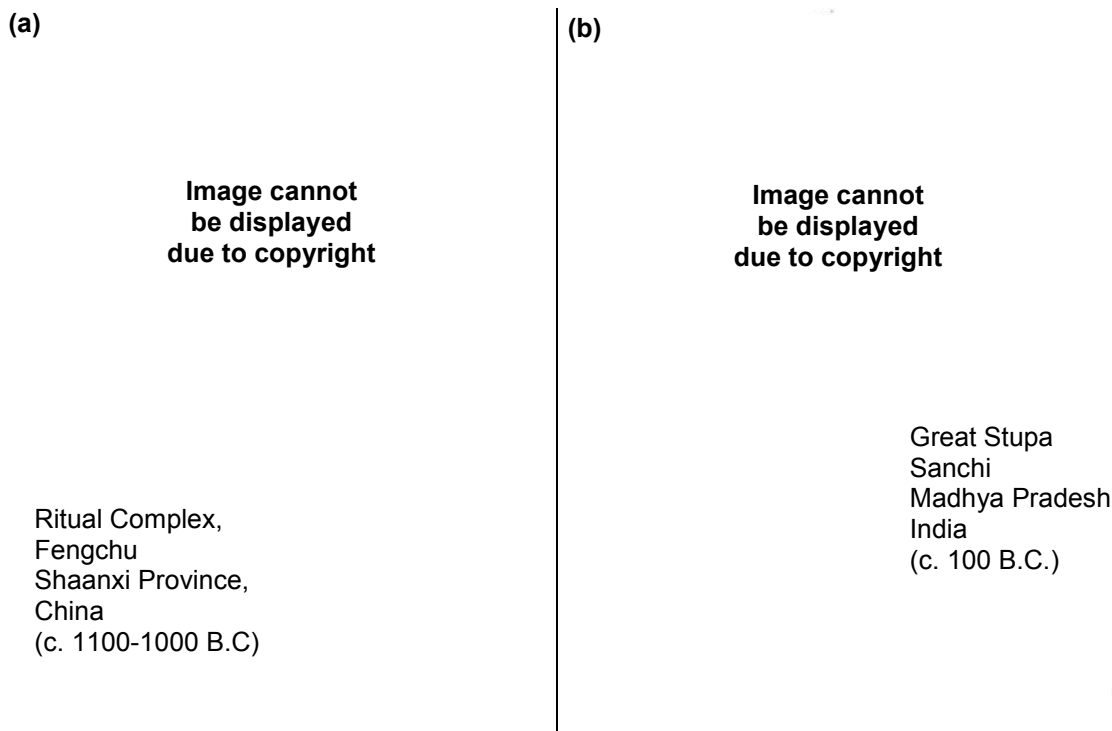 (a)
Image cannot
be displayed
due to copyright
Ritual Complex,
Fengchu
Shaanxi Province,
China
(c. 1100-1000 B.C)
(b)
Image cannot
be displayed
due to copyright
Great Stupa
Sanchi
Madhya Pradesh
India
(c. 100 B.C.)